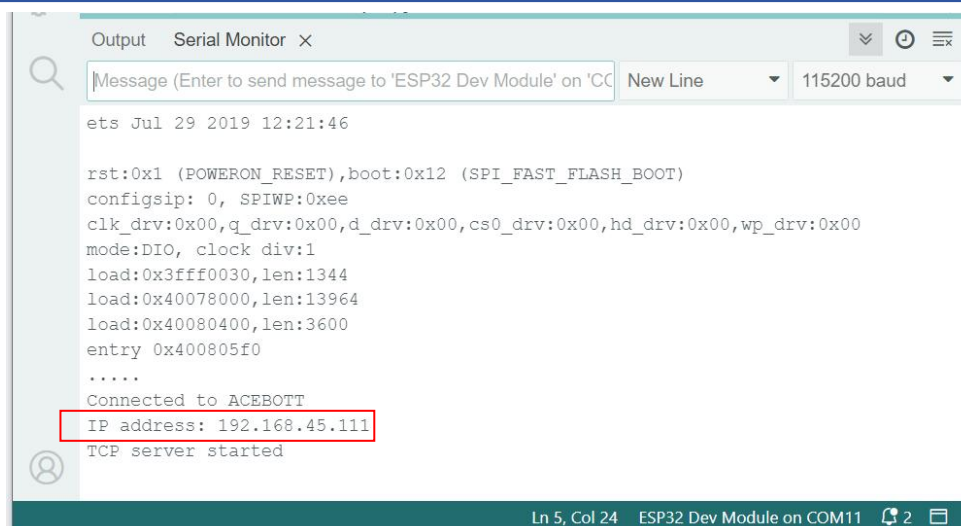 Output Serial Monitor ×
Message (Enter to send message to 'ESP32 Dev Module' on 'CO New Line 115200 baud
ets Jul 29 2019 12:21:46
rst:0x1 (POWERON_RESET),boot:0x12 (SPI_FAST_FLASH_BOOT)
configsip: 0, SPIWP:0xee
clk_drv:0x00,q_drv:0x00,d_drv:0x00,cs0_drv:0x00,hd_drv:0x00,wp_drv:0x00
mode:DIO, clock div:1
load:0x3fff0030,len:1344
load:0x40078000,len:13964
load:0x40080400,len:3600
entry 0x400805f0
.....
Connected to ACEBOTT
IP address: 192.168.45.111
TCP server started
Ln 5, Col 24 ESP32 Dev Module on COM11 2